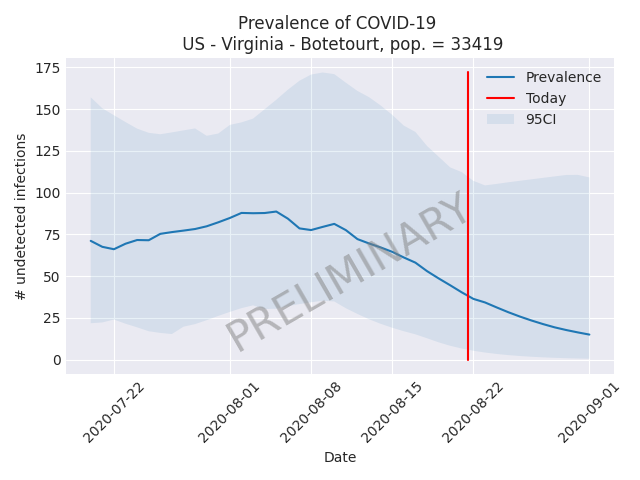 Prevalence of COVID-19
US - Virginia - Botetourt, pop. = 33419
# undetected infections
175
150
125
100
75
50
25
0
Prevalence
Today
95CI
PRELIMINARY
2020-07-22
2020-08-01
2020-08-08
2020-08-15
2020-08-22
2020-09-01
Date